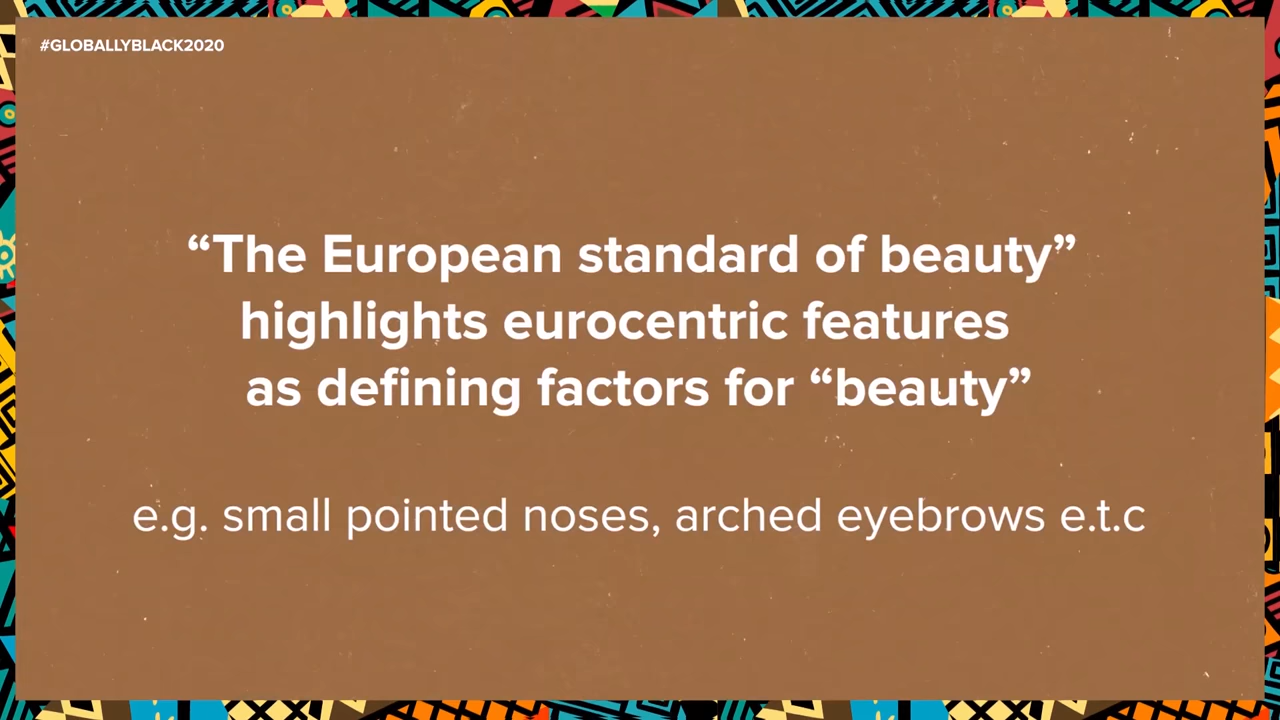 #GLOBALLYBLACK2020
“The European standard of beauty”
highlights eurocentric features
as defining factors for “beauty”
e.g. small pointed noses, arched eyebrows e.t.c